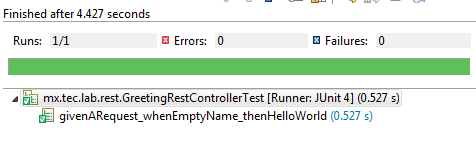 Finished after 4.427 seconds
Runs: 1/1 Errors: 0 Failures: 0
mx.tec.lab.rest.GreetingRestControllerTest [Runner: JUnit 4] (0.527 s)
givenARequest_whenEmptyName_thenHelloWorld (0.527 s)